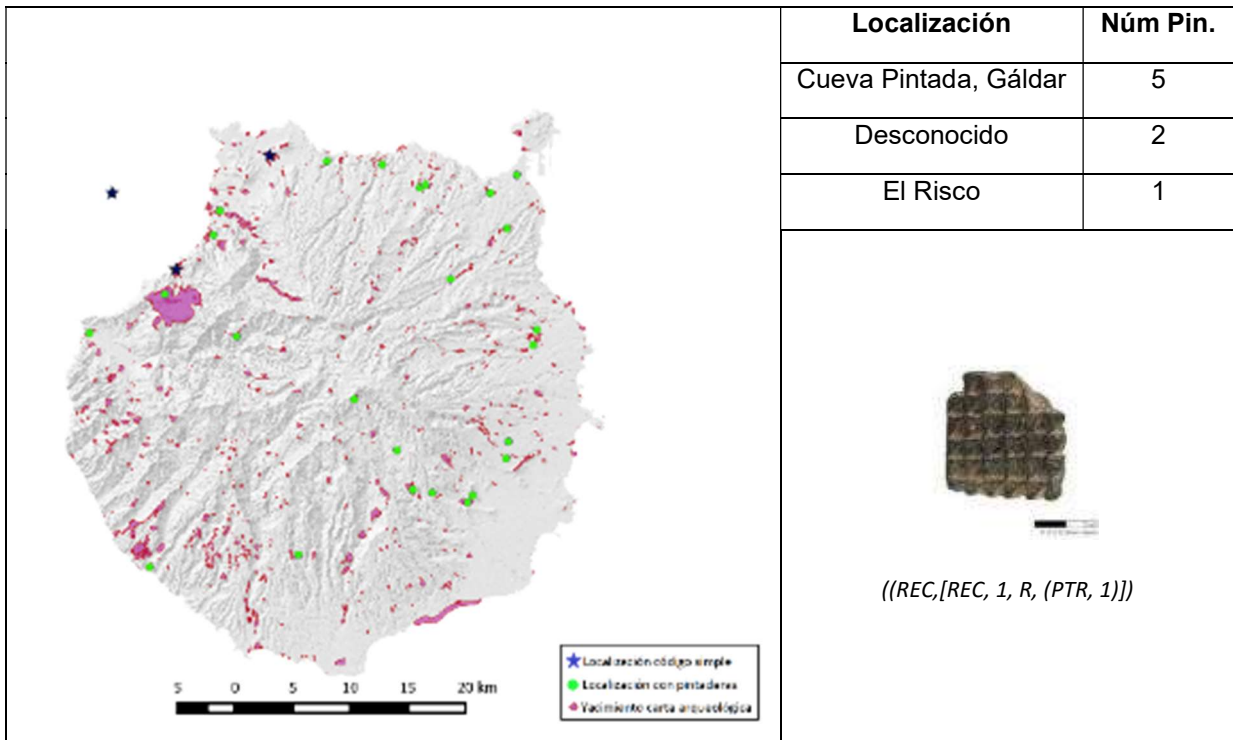 Localización Núm Pin.
Cueva Pintada, Gáldar 5
Desconocido 2
El Risco 1
((REC,[REC, 1, R, (PTR, 1)])
Localización código simple
Localización con pintaderas
Yacimiento carta arqueológica
5 0 5 10 15 20 km